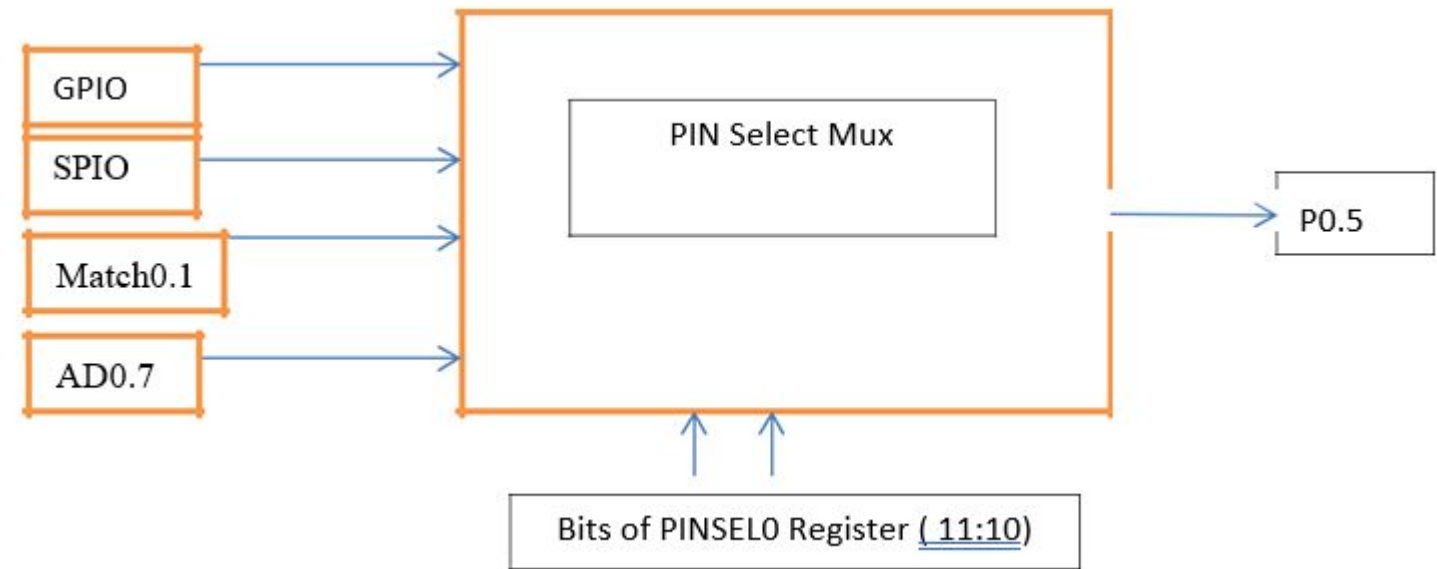 GPIO
SPIO
Match0.1
AD0.7
PIN Select Mux
P0.5
Bits of PINSEL0 Register ( 11:10)